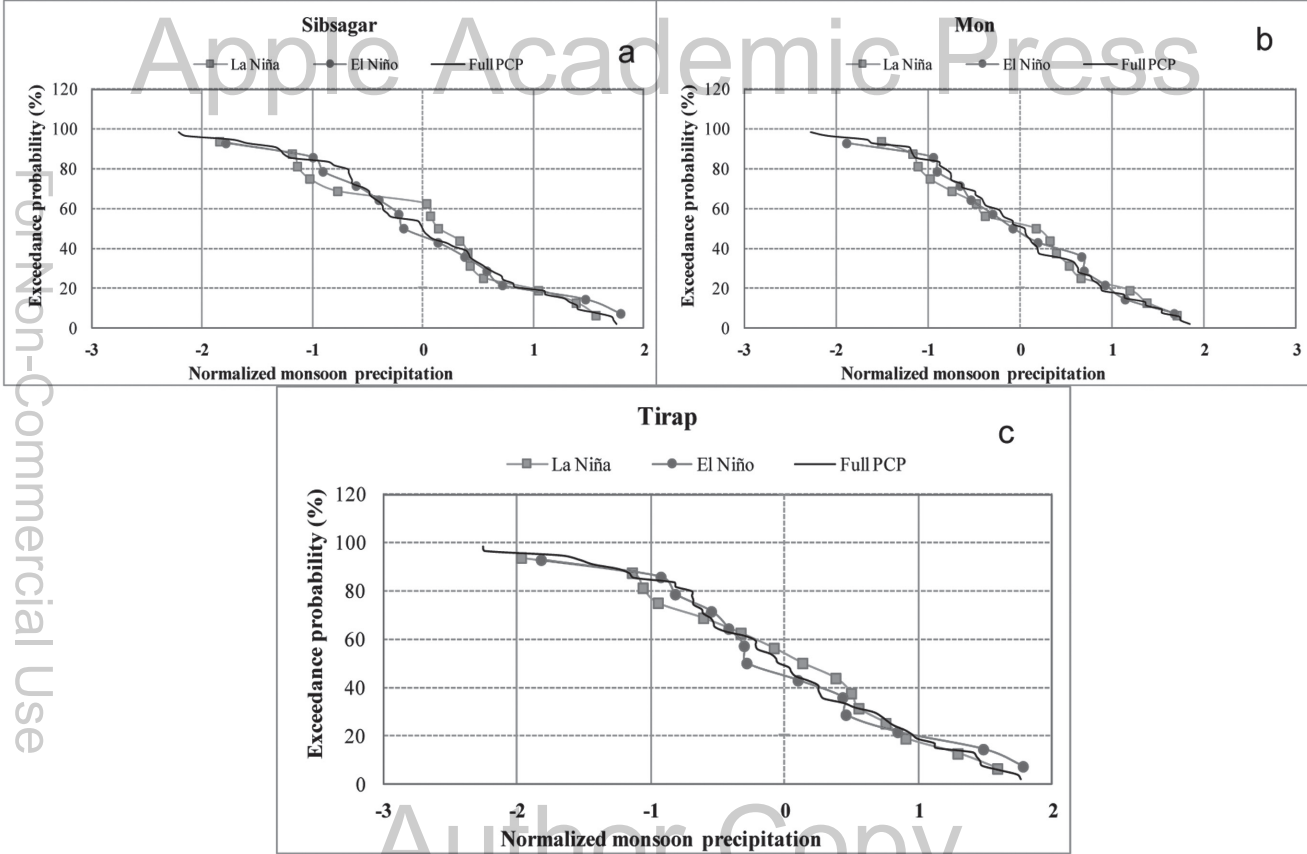 Apple Academic Press
Sibsagar
a
La Niña
El Niño
Full PCP
Exceedance probability (%)
120
100
80
60
40
20
0
-3
-2
-1
0
1
2
Normalized monsoon precipitation
Mon
b
La Niña
El Niño
Full PCP
Exceedance probability (%)
120
100
80
60
40
20
0
-3
-2
-1
0
1
2
3
Normalized monsoon precipitation
For Non-Commercial Use
Tirap
c
La Niña
El Niño
Full PCP
Exceedance probability (%)
120
100
80
60
40
20
0
-3
-2
-1
0
1
2
Normalized monsoon precipitation
Author Copy